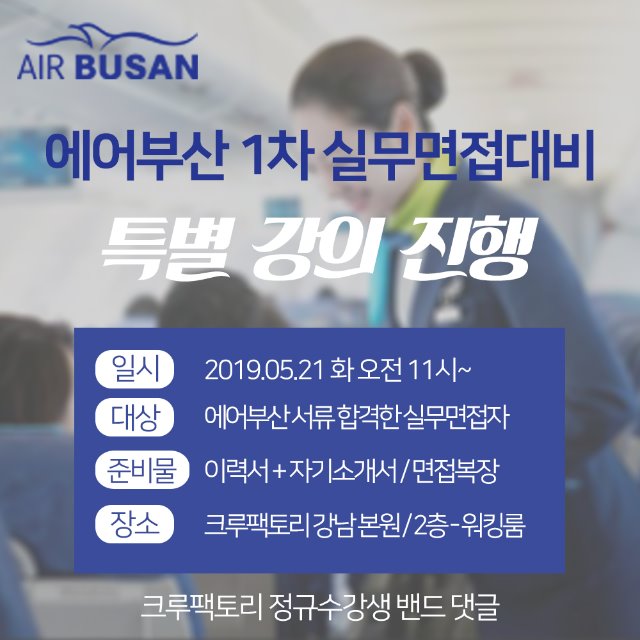 AIR BUSAN
에어부산 1차 실무면접대비
특별 강의 진행
일시 2019.05.21 화 오전 11시~
대상 에어부산 서류 합격한 실무면접자
준비물 이력서 + 자기소개서 / 면접복장
장소 크루팩토리 강남 본원 / 2층 - 워킹룸
크루팩토리 정규수강생 밴드 댓글